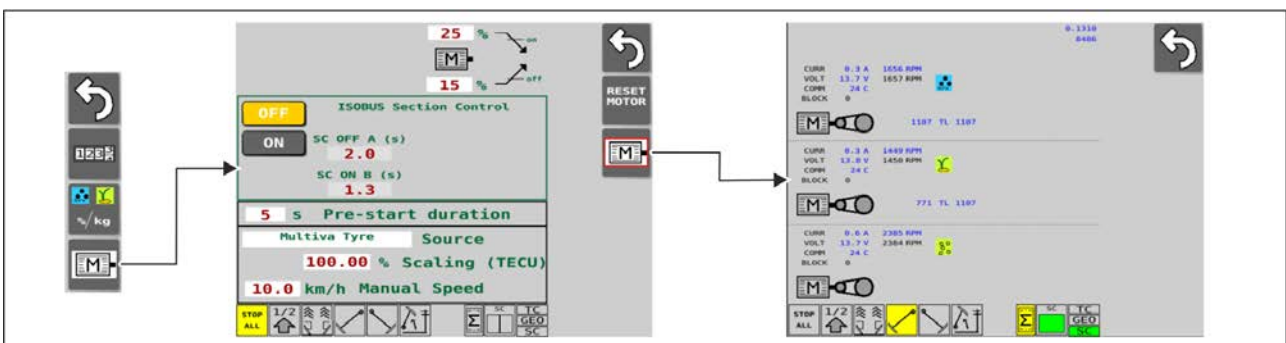 123
%/kg
M
25 %
on
M
15 %
off
OFF
ISOBUS Section Control
ON
SC OFF A (s)
2.0
SC ON B (s)
1.3
5 s Pre-start duration
Multiva Tyre Source
100.00 % Scaling (TECU)
10.0 km/h Manual Speed
STOP
ALL
1/2
Σ
SC
TC
GEO
SC
RESET
MOTOR
M
0.1310
8406
CURR 0.3 A 1656 RPM
VOLT 13.7 V 1657 RPM
COMM 24 C
BLOCK 0
M
1107 TL 1107
CURR 0.3 A 1449 RPM
VOLT 13.8 V 1450 RPM
COMM 24 C
BLOCK 0
M
771 TL 1107
CURR 0.6 A 2385 RPM
VOLT 13.7 V 2384 RPM
COMM 24 C
BLOCK 0
M
STOP
ALL
1/2
Σ
SC
TC
GEO
SC